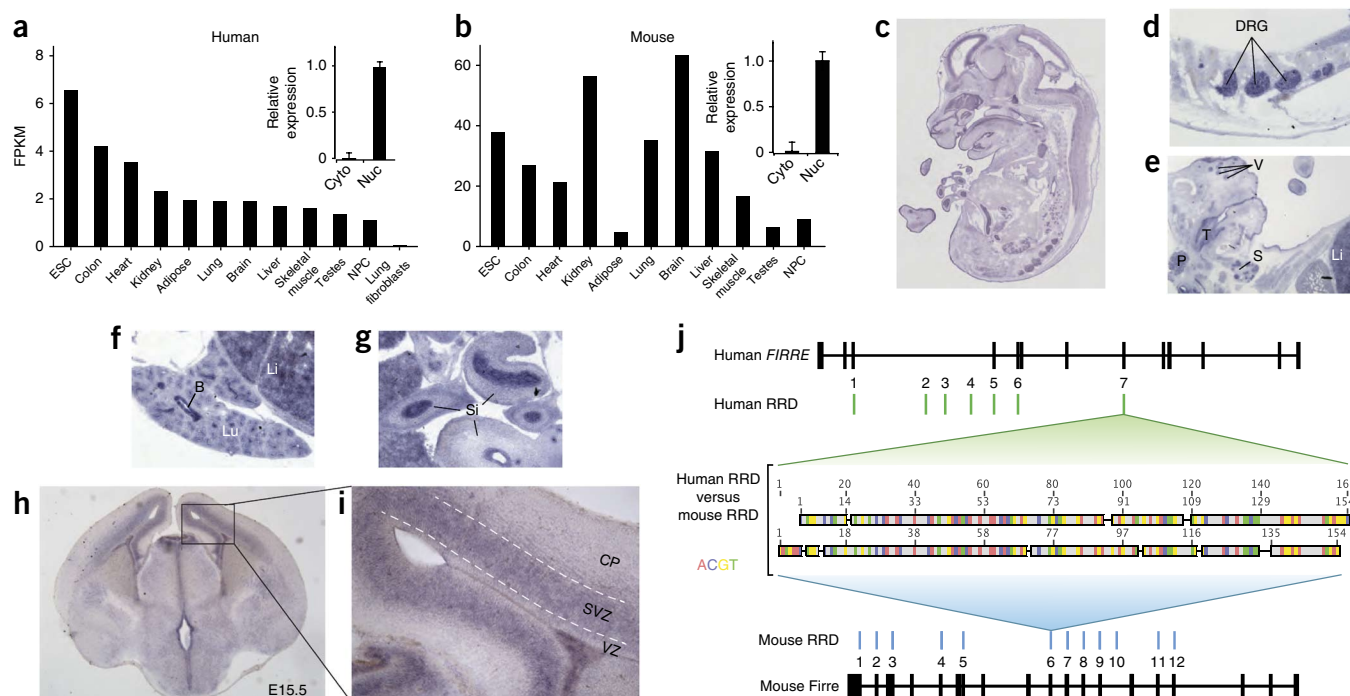 a
Human
FPKM
8
6
4
2
0
ESC
Colon
Heart
Kidney
Adipose
Lung
Brain
Liver
Skeletal
muscle
Testes
NPC
Lung
fibroblasts
Relative
expression
1.0
0.5
0
Cyto
Nuc
b
Mouse
60
40
20
0
ESC
Colon
Heart
Kidney
Adipose
Lung
Brain
Liver
Skeletal
muscle
Testes
NPC
Relative
expression
1.0
0.5
0
Cyto
Nuc
c
d
DRG
e
V
T
S
P
Li
f
Li
B
Lu
g
Si
h
E15.5
i
CP
SVZ
VZ
j
Human FIRRE
1 2 3 4 5 6 7
Human RRD
Human RRD
versus
mouse RRD
ACGT
1 20 40 60 80 100 120 140 16
1 14 33 53 73 91 109 129 154
1 18 38 58 77 97 116 135 154
Mouse RRD
1 2 3 4 5 6 7 8 9 10 11 12
Mouse Firre